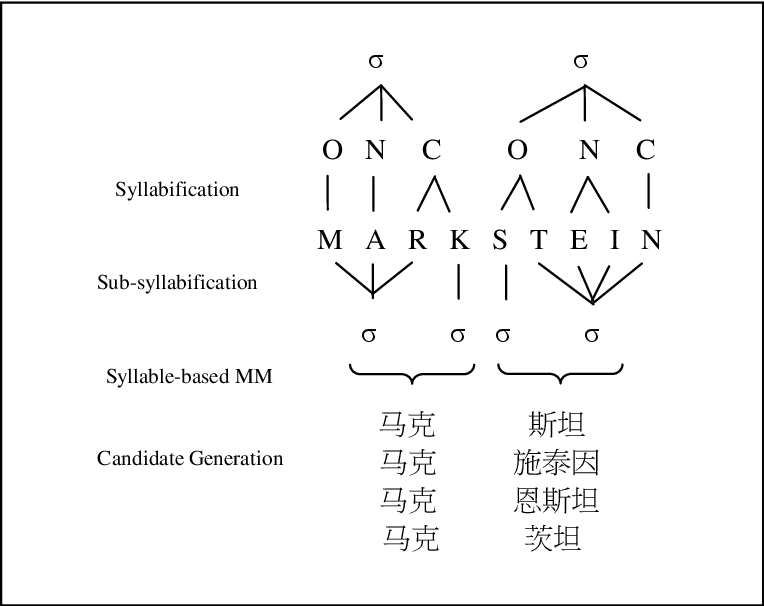 σ σ
O N C O N C
Syllabification
M A R K S T E I N
Sub-syllabification
σ σ σ σ
Syllable-based MM
马克 斯坦
Candidate Generation
马克 施泰因
马克 恩斯坦
马克 茨坦